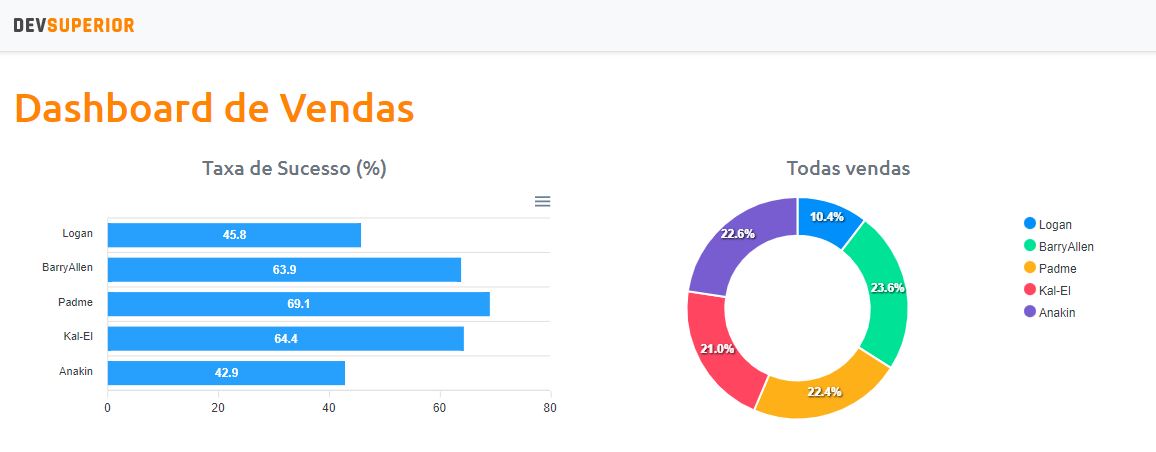 DEVSUPERIOR
Dashboard de Vendas
Taxa de Sucesso (%)
Logan
45.8
BarryAllen
63.9
Padme
69.1
Kal-El
64.4
Anakin
42.9
0 20 40 60 80
Todas vendas
10.4%
23.6%
22.4%
21.0%
22.6%
Logan
BarryAllen
Padme
Kal-El
Anakin